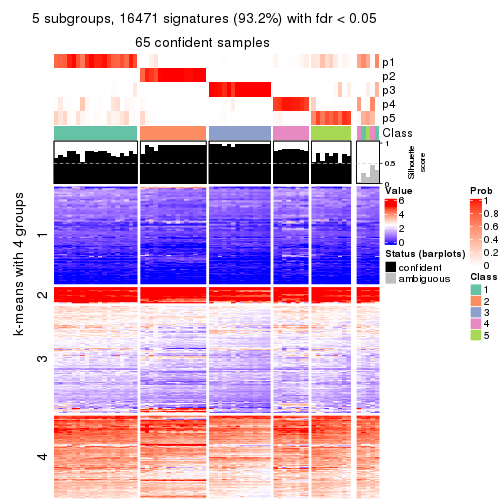 5 subgroups, 16471 signatures (93.2%) with fdr < 0.05
65 confident samples
p1
p2
p3
p4
p5
Class
1
0.5
0
Silhouette
score
k-means with 4 groups
1
2
3
4
Value
6
4
2
0
Status (barplots)
confident
ambiguous
Prob
1
0.8
0.6
0.4
0.2
0
Class
1
2
3
4
5